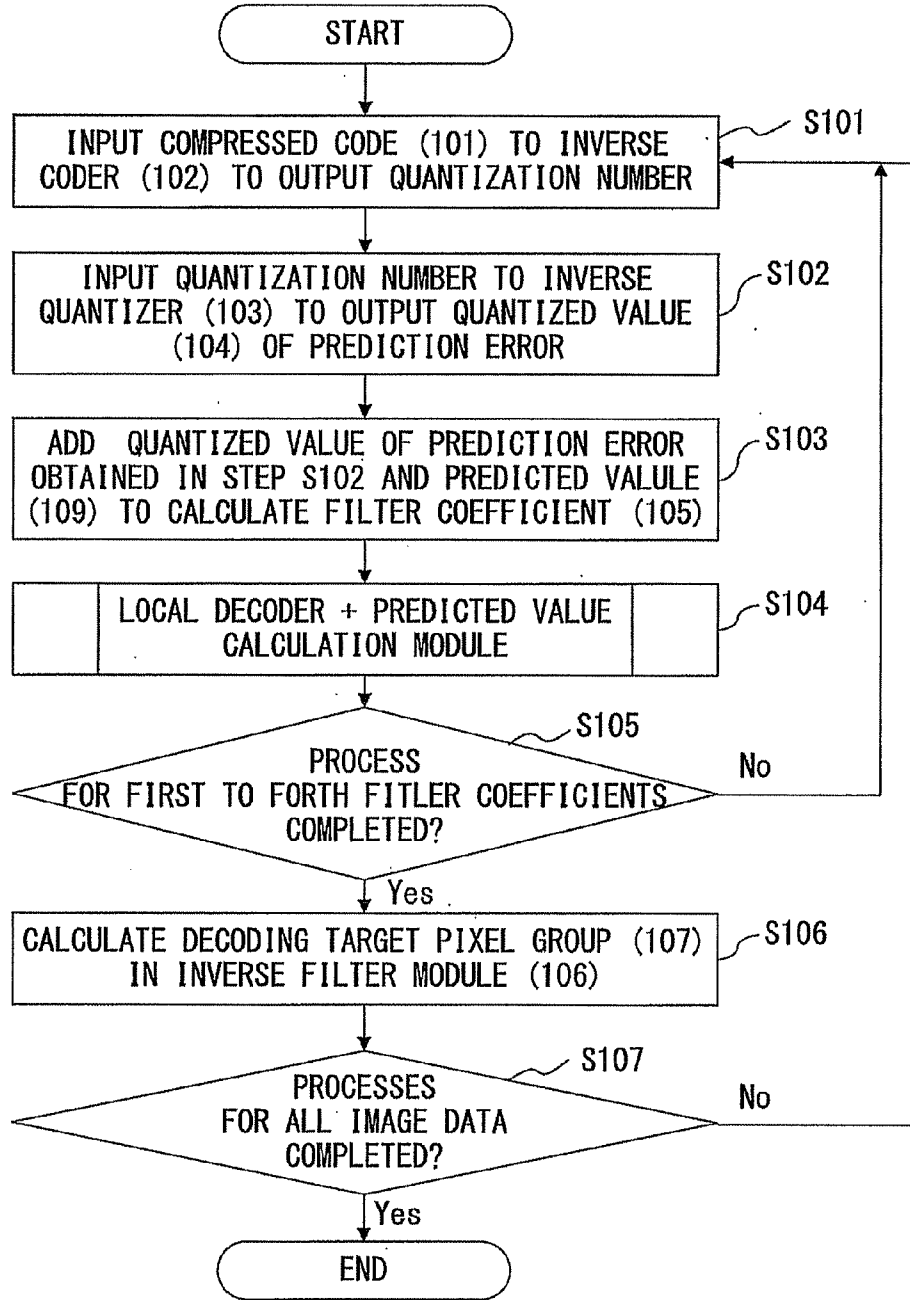 START
INPUT COMPRESSED CODE (101) TO INVERSE
CODER (102) TO OUTPUT QUANTIZATION NUMBER
S101
INPUT QUANTIZATION NUMBER TO INVERSE
QUANTIZER (103) TO OUTPUT QUANTIZED VALUE
(104) OF PREDICTION ERROR
S102
ADD QUANTIZED VALUE OF PREDICTION ERROR
OBTAINED IN STEP S102 AND PREDICTED VALULE
(109) TO CALCULATE FILTER COEFFICIENT (105)
S103
LOCAL DECODER + PREDICTED VALUE
CALCULATION MODULE
S104
S105
PROCESS
FOR FIRST TO FORTH FITLER COEFFICIENTS
COMPLETED?
No
Yes
CALCULATE DECODING TARGET PIXEL GROUP (107)
IN INVERSE FILTER MODULE (106)
S106
S107
PROCESSES
FOR ALL IMAGE DATA
COMPLETED?
No
Yes
END